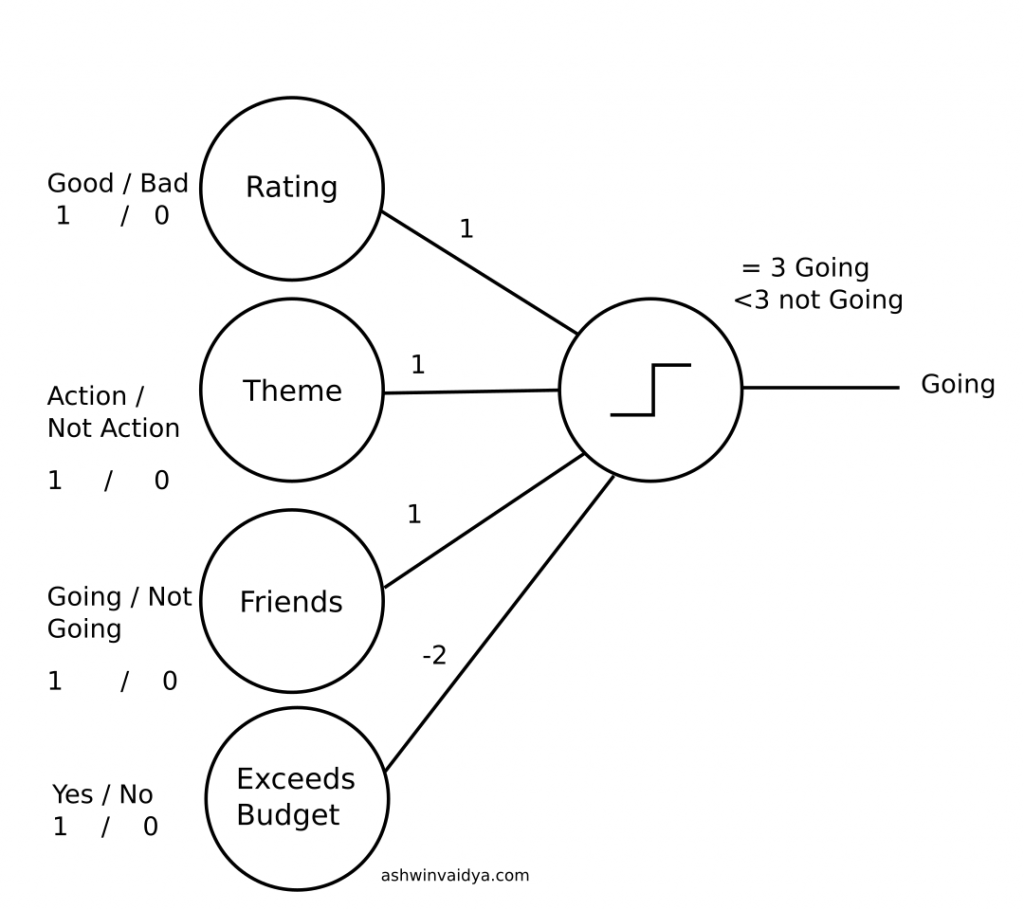 Good / Bad
1 / 0
Rating
1
= 3 Going
<3 not Going
Action /
Not Action
1 / 0
Theme
1
Going
Going / Not
Going
1 / 0
Friends
1
-2
Yes / No
1 / 0
Exceeds
Budget
ashwinvaidya.com